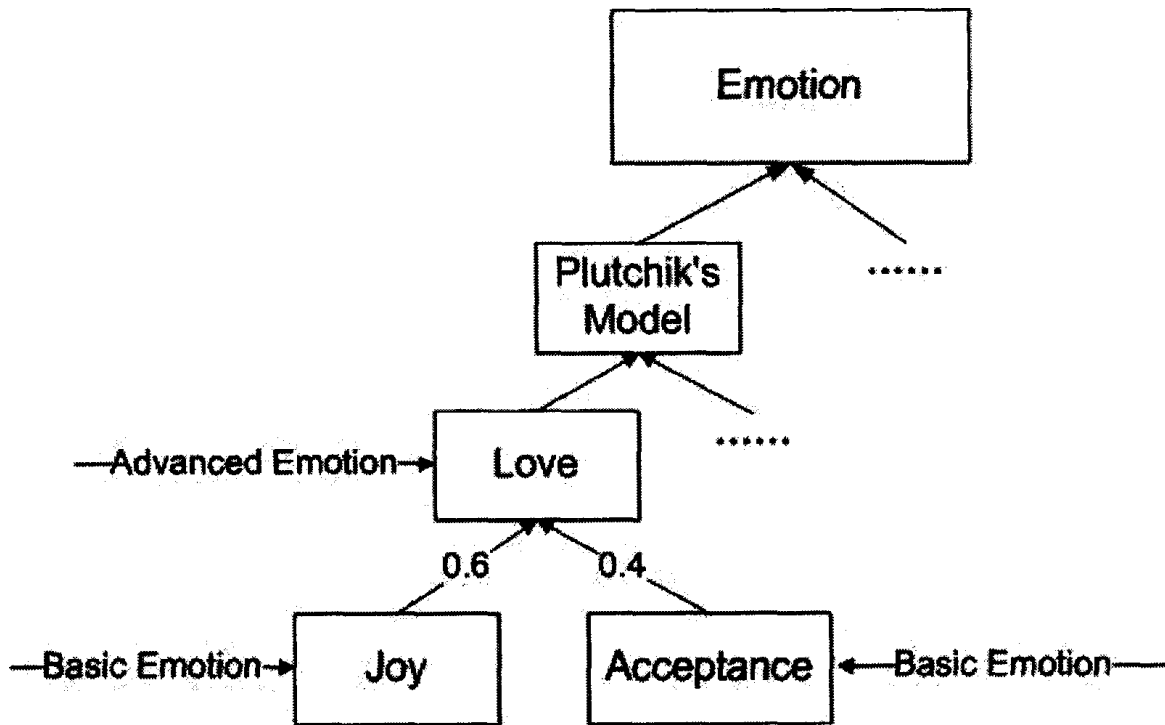 Emotion
Plutchik's
Model
......
Advanced Emotion
Love
......
0.6
0.4
Basic Emotion
Joy
Acceptance
Basic Emotion